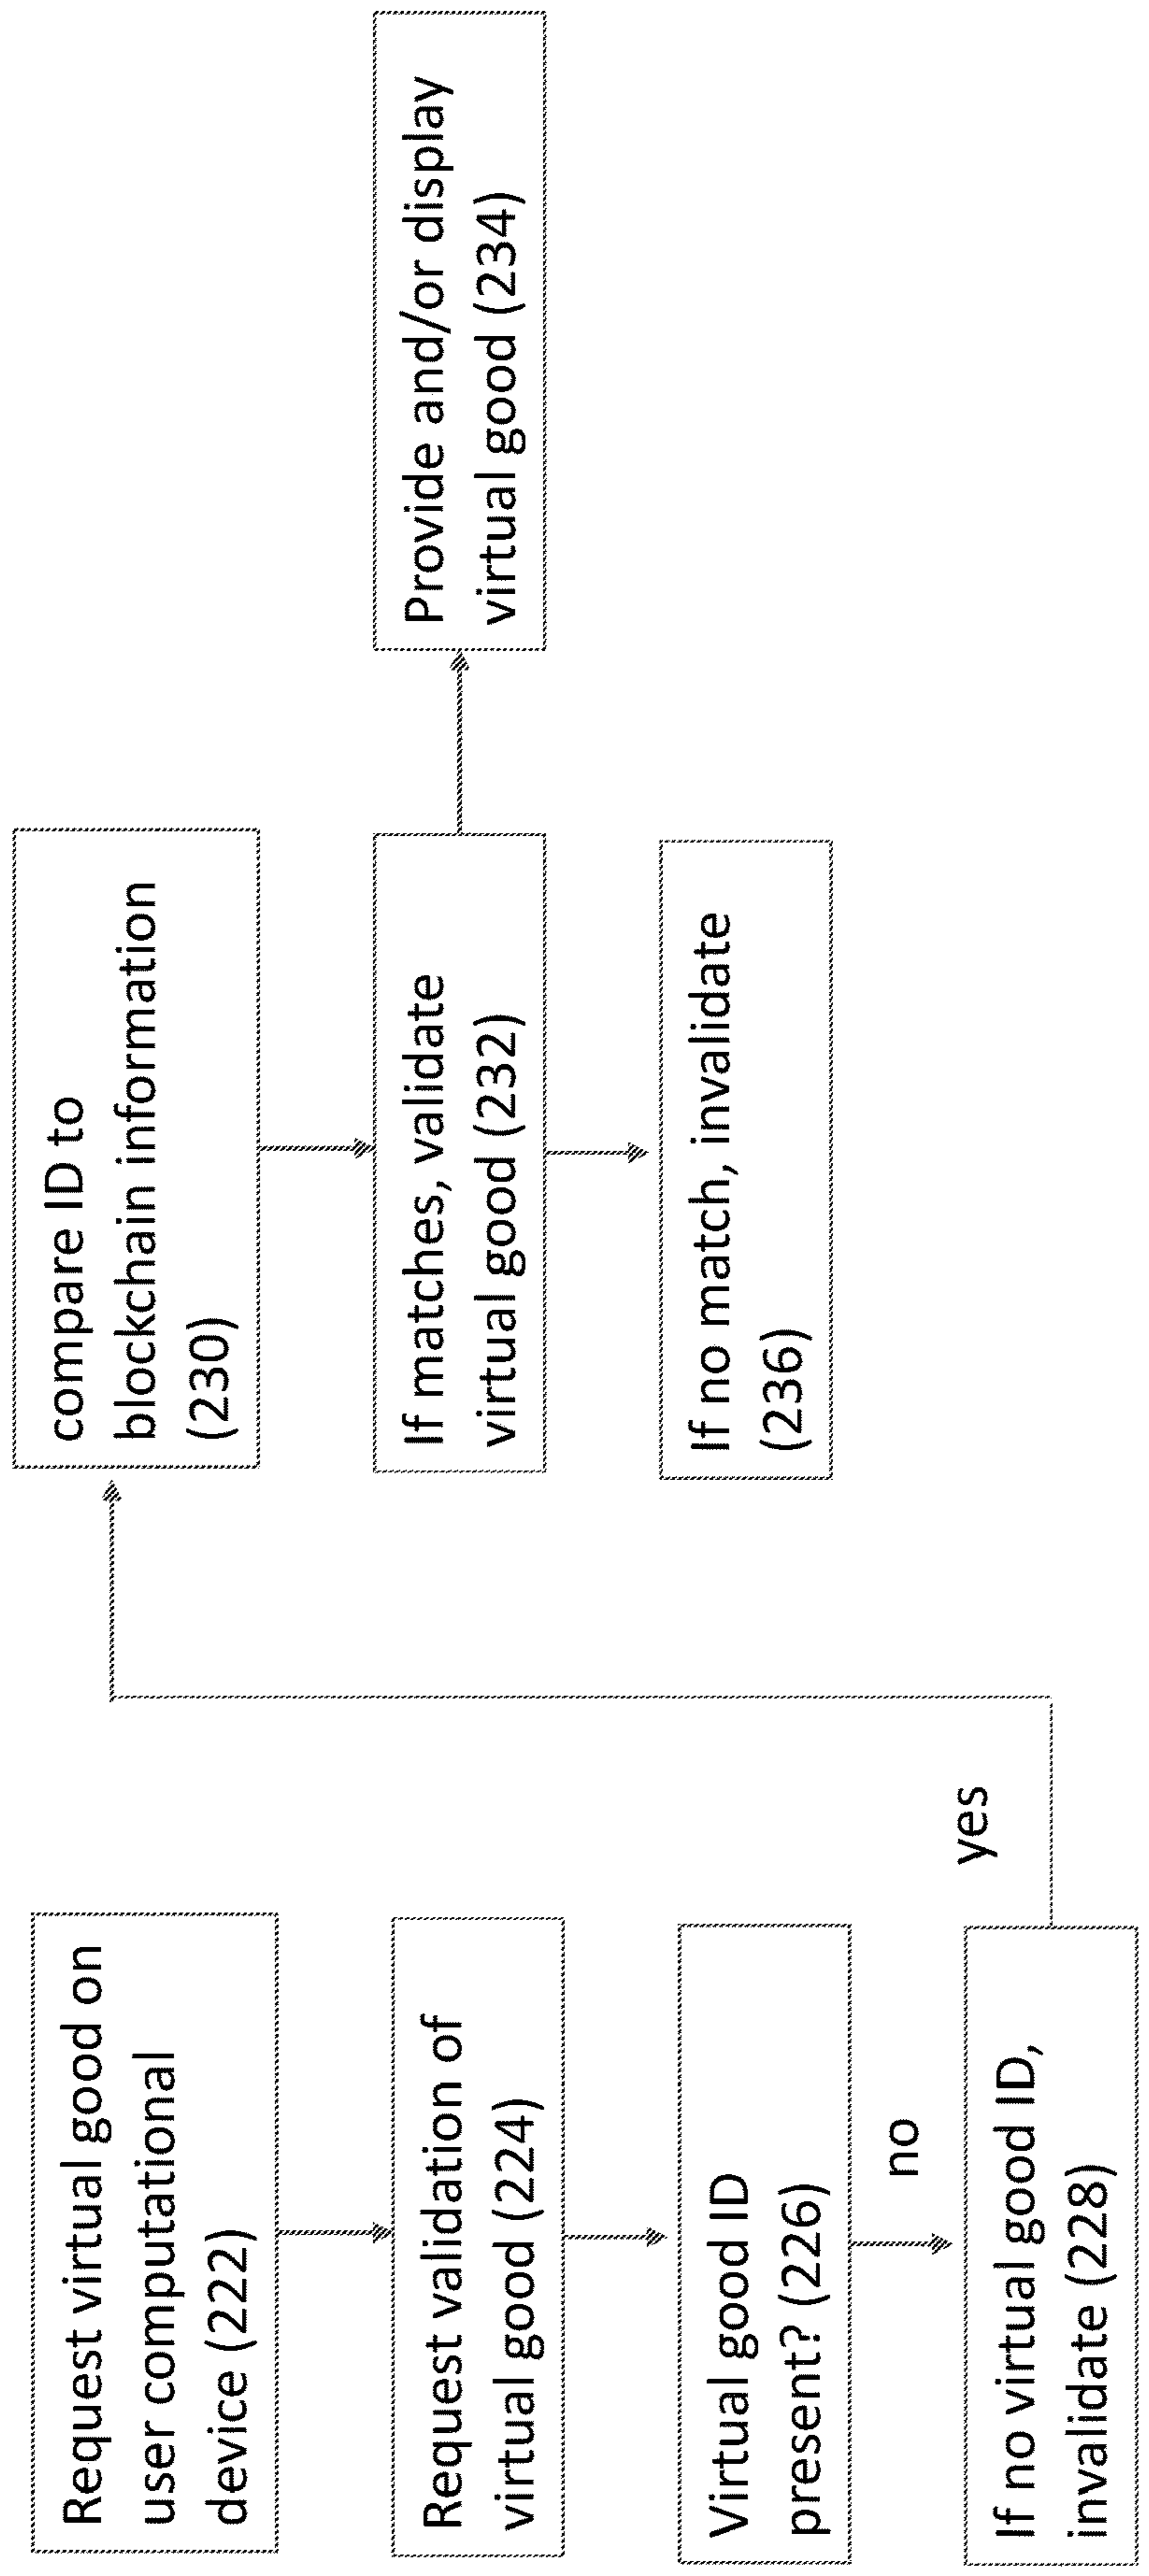 Request virtual good on
user computational
device (222)
Request validation of
virtual good (224)
Virtual good ID
present? (226)
no
If no virtual good ID,
invalidate (228)
yes
compare ID to
blockchain information
(230)
If matches, validate
virtual good (232)
If no match, invalidate
(236)
Provide and/or display
virtual good (234)